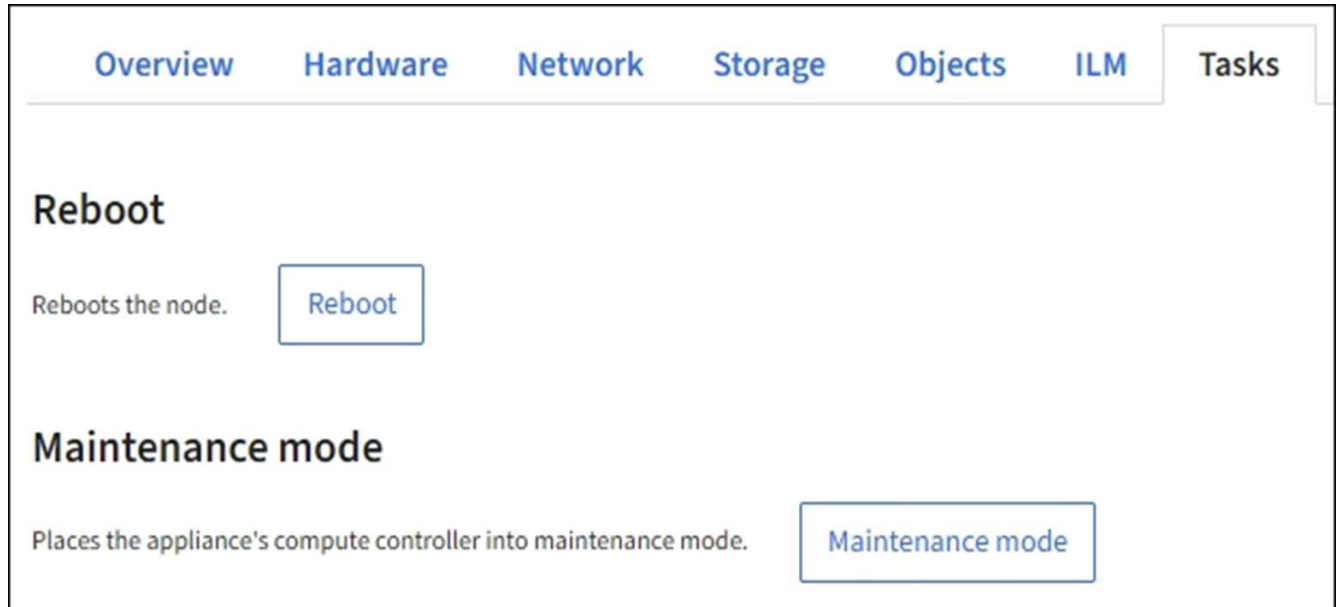 Overview Hardware Network Storage Objects ILM Tasks
Reboot
Reboots the node. Reboot
Maintenance mode
Places the appliance's compute controller into maintenance mode. Maintenance mode